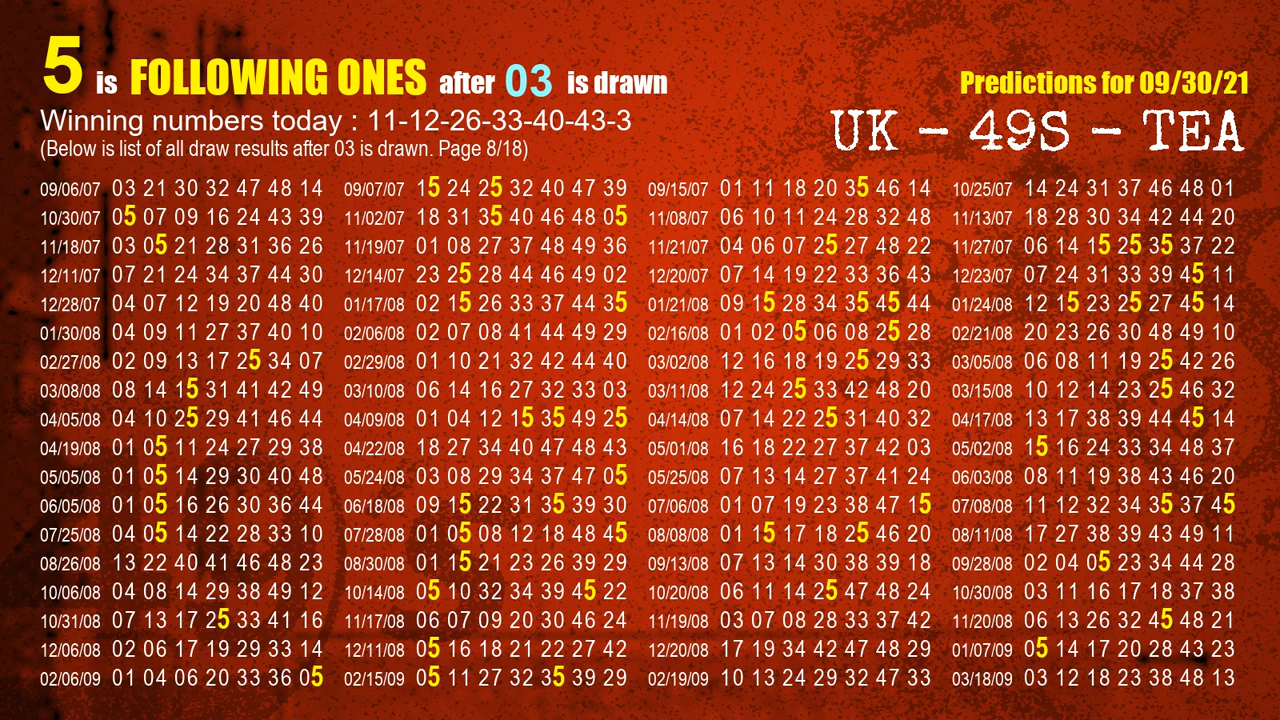 5 is FOLLOWING ONES after 03 is drawn
Predictions for 09/30/21
Winning numbers today : 11-12-26-33-40-43-3
UK - 49S - TEA
(Below is list of all draw results after 03 is drawn. Page 8/18)
09/06/07 03 21 30 32 47 48 14 09/07/07 15 24 25 32 40 47 39 09/15/07 01 11 18 20 35 46 14 10/25/07 14 24 31 37 46 48 01
10/30/07 05 07 09 16 24 43 39 11/02/07 18 31 35 40 46 48 05 11/08/07 06 10 11 24 28 32 48 11/13/07 18 28 30 34 42 44 20
11/18/07 03 05 21 28 31 36 26 11/19/07 01 08 27 37 48 49 36 11/21/07 04 06 07 25 27 48 22 11/27/07 06 14 15 25 35 37 22
12/11/07 07 21 24 34 37 44 30 12/14/07 23 25 28 44 46 49 02 12/20/07 07 14 19 22 33 36 43 12/23/07 07 24 31 33 39 45 11
12/28/07 04 07 12 19 20 48 40 01/17/08 02 15 26 33 37 44 35 01/21/08 09 15 28 34 35 45 44 01/24/08 12 15 23 25 27 45 14
01/30/08 04 09 11 27 37 40 10 02/06/08 02 07 08 41 44 49 29 02/16/08 01 02 05 06 08 25 28 02/21/08 20 23 26 30 48 49 10
02/27/08 02 09 13 17 25 34 07 02/29/08 01 10 21 32 42 44 40 03/02/08 12 16 18 19 25 29 33 03/05/08 06 08 11 19 25 42 26
03/08/08 08 14 15 31 41 42 49 03/10/08 06 14 16 27 32 33 03 03/11/08 12 24 25 33 42 48 20 03/15/08 10 12 14 23 25 46 32
04/05/08 04 10 25 29 41 46 44 04/09/08 01 04 12 15 35 49 25 04/14/08 07 14 22 25 31 40 32 04/17/08 13 17 38 39 44 45 14
04/19/08 01 05 11 24 27 29 38 04/22/08 18 27 34 40 47 48 43 05/01/08 16 18 22 27 37 42 03 05/02/08 15 16 24 33 34 48 37
05/05/08 01 05 14 29 30 40 48 05/24/08 03 08 29 34 37 47 05 05/25/08 07 13 14 27 37 41 24 06/03/08 08 11 19 38 43 46 20
06/05/08 01 05 16 26 30 36 44 06/18/08 09 15 22 31 35 39 30 07/06/08 01 07 19 23 38 47 15 07/08/08 11 12 32 34 35 37 45
07/25/08 04 05 14 22 28 33 10 07/28/08 01 05 08 12 18 48 45 08/08/08 01 15 17 18 25 46 20 08/11/08 17 27 38 39 43 49 11
08/26/08 13 22 40 41 46 48 23 08/30/08 01 15 21 23 26 39 29 09/13/08 07 13 14 30 38 39 18 09/28/08 02 04 05 23 34 44 28
10/06/08 04 08 14 29 38 49 12 10/14/08 05 10 32 34 39 45 22 10/20/08 06 11 14 25 47 48 24 10/30/08 03 11 16 17 18 37 38
10/31/08 07 13 17 25 33 41 16 11/17/08 06 07 09 20 30 46 24 11/19/08 03 07 08 28 33 37 42 11/20/08 06 13 26 32 45 48 21
12/06/08 02 06 17 19 29 33 14 12/11/08 05 16 18 21 22 27 42 12/20/08 17 19 34 42 47 48 49 01/07/09 05 14 17 20 28 43 23
02/06/09 01 04 06 20 33 36 05 02/15/09 05 11 27 32 35 39 29 02/19/09 10 13 24 29 32 47 33 03/18/09 03 12 18 23 38 48 13